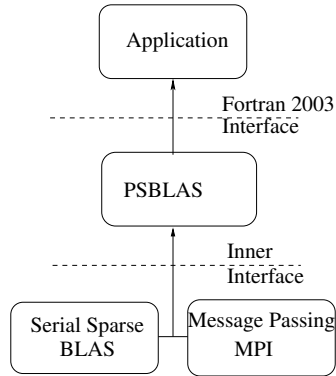 Application
Fortran 2003
Interface
PSBLAS
Inner
Interface
Serial Sparse
BLAS
Message Passing
MPI